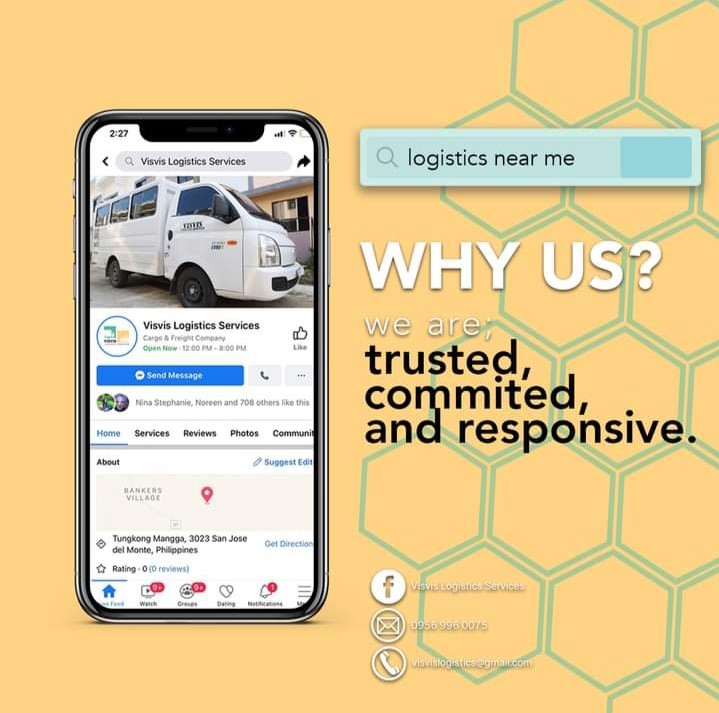 2:27
Visvis Logistics Services
VISVIS
Visvis Logistics Services
Cargo & Freight Company
Open Now · 12:00 PM - 8:00 PM
Like
Send Message
Nina Stephanie, Noreen and 708 others like this
Home Services Reviews Photos Communit
About
Suggest Edit
BANKERS
VILLAGE
Tungkong Mangga, 3023 San Jose
del Monte, Philippines
Get Direction
Rating · 0 (0 reviews)
9+ 9+ 1
Feed Watch Groups Dating Notifications
logistics near me
WHY US?
we are;
trusted,
commited,
and responsive.
Visvis Logistics Services
0956 996 0075
visvislogistics@gmail.com